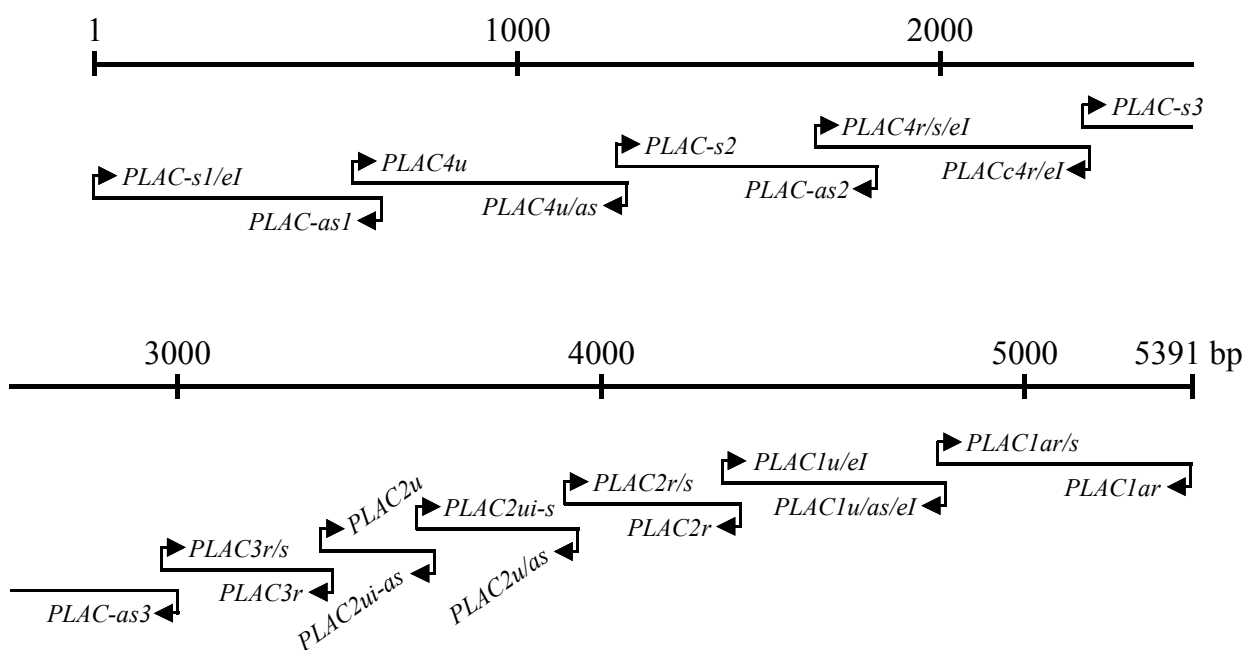 1 1000 2000
PLAC-s3
PLAC4r/s/eI
PLAC-s2
PLAC4u
PLACc4r/eI
PLAC-s1/eI
PLAC-as2
PLAC4u/as
PLAC-as1
3000 4000 5000 5391 bp
PLAC1ar/s
PLAC1u/eI
PLAC2u
PLAC2r/s
PLAC1ar
PLAC2ui-s
PLAC1u/as/eI
PLAC2r
PLAC3r/s
PLAC2u/as
PLAC3r
PLAC2ui-as
PLAC-as3